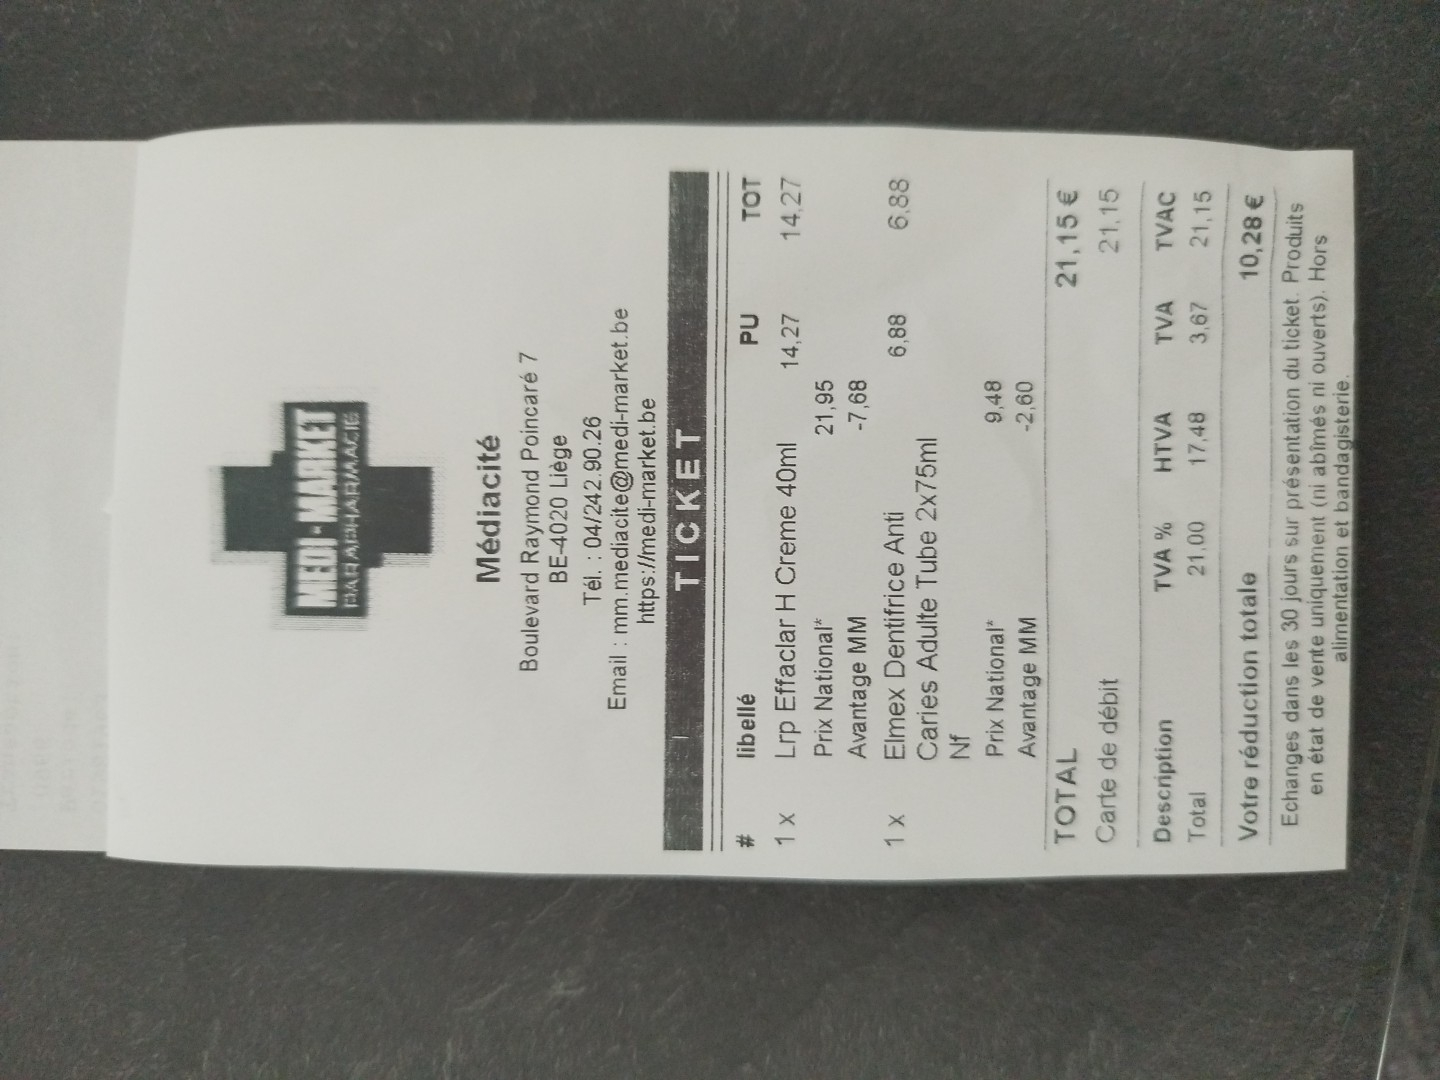 MEDI-MARKET
PARAPHARMACIE
Médiacité
Boulevard Raymond Poincaré 7
BE-4020 Liège
Tél. : 04/242.90.26
Email : mm.mediacite@medi-market.be
https://medi-market.be
TICKET
# libellé PU TOT
1 x Lrp Effaclar H Creme 40ml 14,27 14,27
Prix National* 21,95
Avantage MM -7,68
1 x Elmex Dentifrice Anti 6,88 6,88
Caries Adulte Tube 2x75ml
Nf
Prix National* 9,48
Avantage MM -2,60
TOTAL 21,15 €
Carte de débit 21,15
Description TVA % HTVA TVA TVAC
Total 21,00 17,48 3,67 21,15
Votre réduction totale 10,28 €
Echanges dans les 30 jours sur présentation du ticket. Produits
en état de vente uniquement (ni abîmés ni ouverts). Hors
alimentation et bandagisterie.